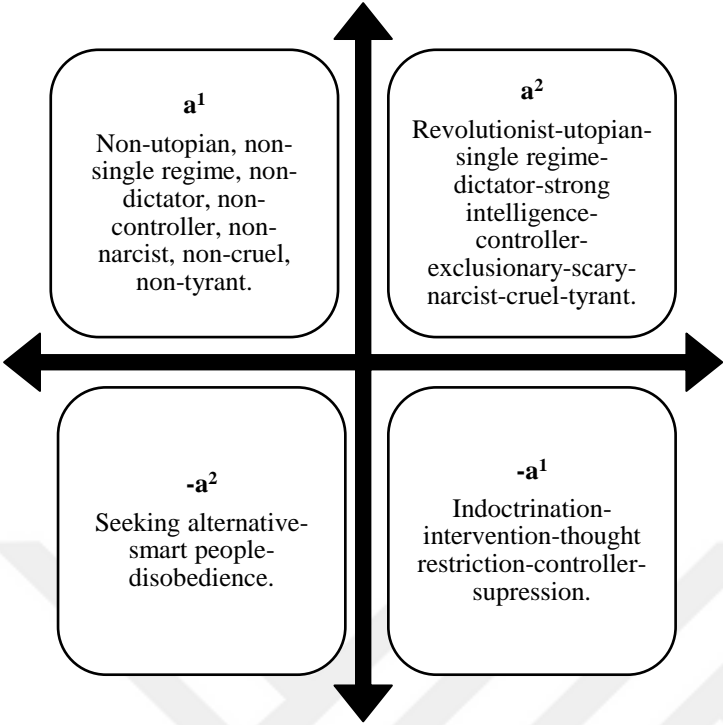 a¹
Non-utopian, non-
single regime, non-
dictator, non-
controller, non-
narcist, non-cruel,
non-tyrant.
a²
Revolutionist-utopian-
single regime-
dictator-strong
intelligence-
controller-
exclusionary-scary-
narcist-cruel-tyrant.
-a²
Seeking alternative-
smart people-
disobedience.
-a¹
Indoctrination-
intervention-thought
restriction-controller-
supression.